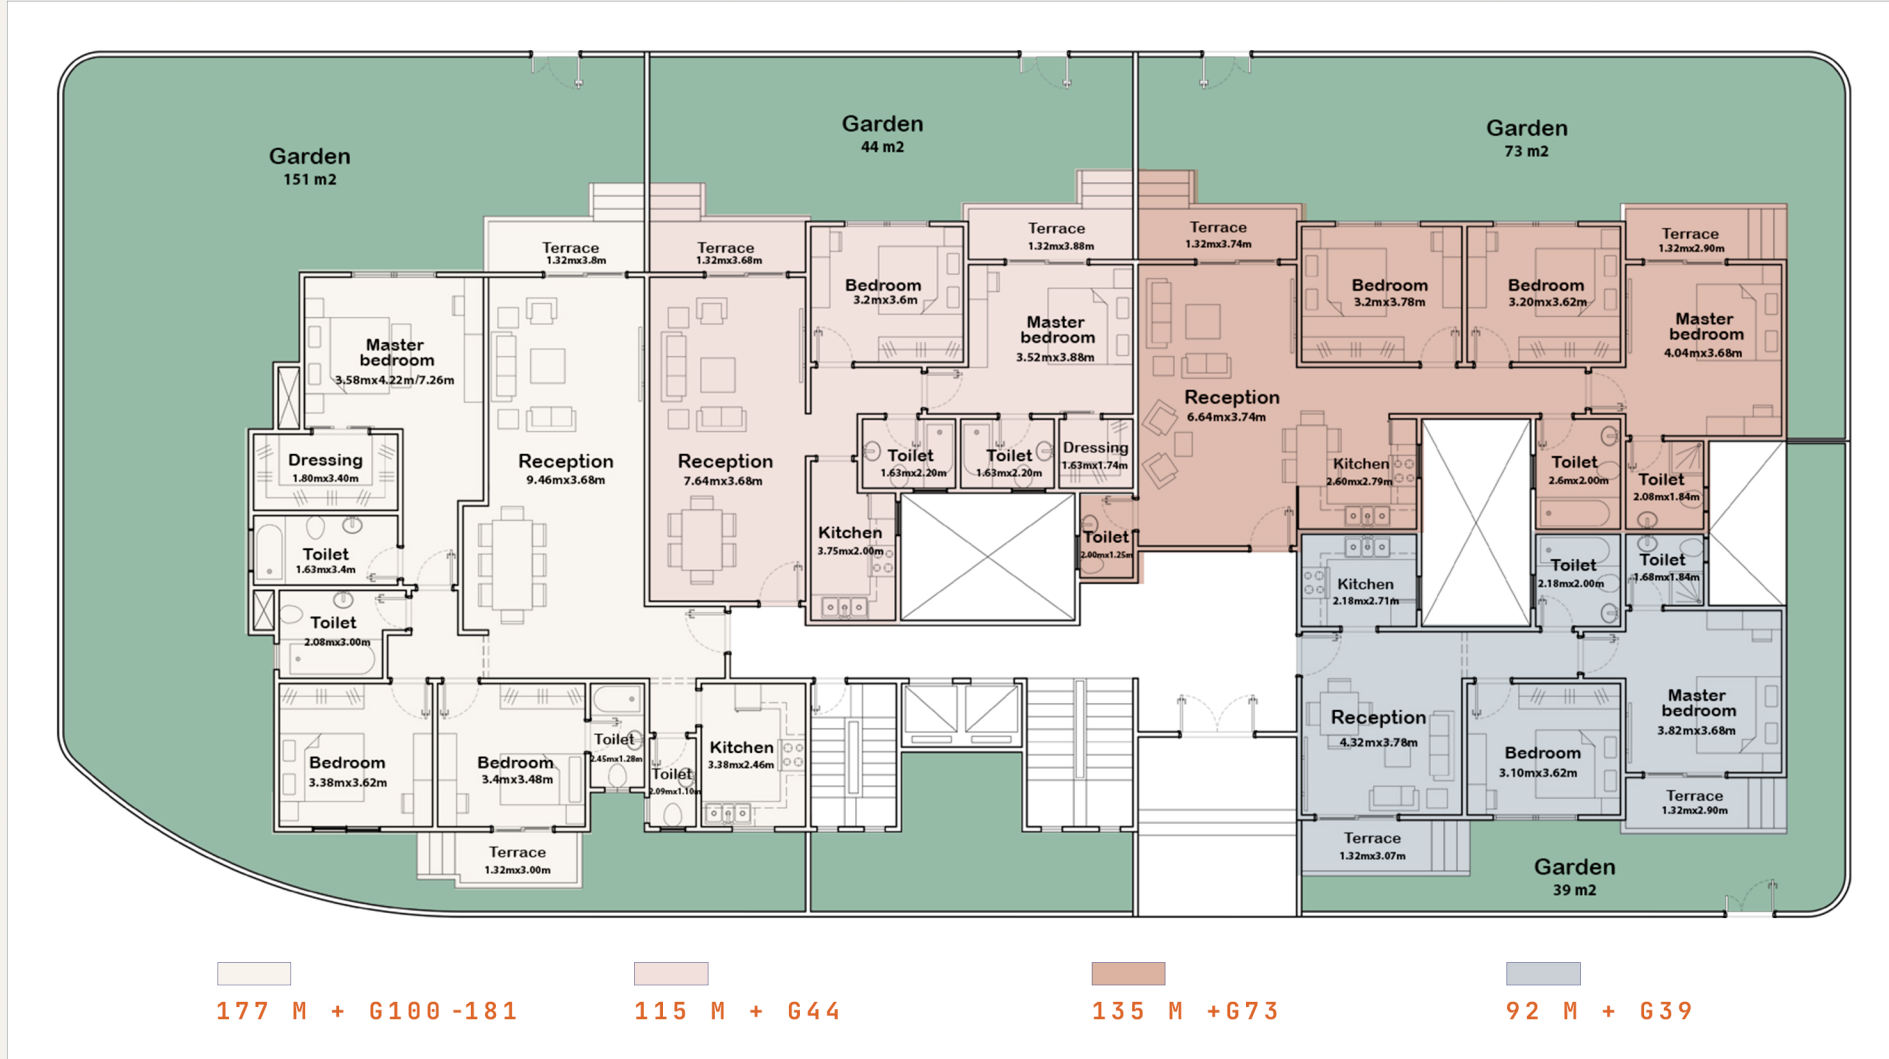 Garden
151 m2
Garden
44 m2
Garden
73 m2
Terrace
1.32mx3.8m
Terrace
1.32mx3.68m
Terrace
1.32mx3.88m
Terrace
1.32mx3.74m
Terrace
1.32mx2.90m
Bedroom
3.2mx3.6m
Bedroom
3.2mx3.78m
Bedroom
3.20mx3.62m
Master
bedroom
3.58mx4.22m/7.26m
Master
bedroom
3.52mx3.88m
Master
bedroom
4.04mx3.68m
Reception
9.46mx3.68m
Reception
7.64mx3.68m
Reception
6.64mx3.74m
Dressing
1.80mx3.40m
Toilet
1.63mx2.20m
Toilet
1.63mx2.20m
Dressing
1.63mx1.74m
Kitchen
2.60mx2.79m
Toilet
2.6mx2.00m
Toilet
2.08mx1.84m
Toilet
1.63mx3.4m
Kitchen
3.75mx2.00m
Toilet
2.00mx1.25m
Kitchen
2.18mx2.71m
Toilet
2.18mx2.00m
Toilet
1.68mx1.84m
Toilet
2.08mx3.00m
Bedroom
3.38mx3.62m
Bedroom
3.4mx3.48m
Toilet
2.45mx1.28m
Toilet
2.09mx1.10m
Kitchen
3.38mx2.46m
Reception
4.32mx3.78m
Bedroom
3.10mx3.62m
Master
bedroom
3.82mx3.68m
Terrace
1.32mx3.00m
Terrace
1.32mx3.07m
Terrace
1.32mx2.90m
Garden
39 m2
177 M + G100-181
115 M + G44
135 M +G73
92 M + G39